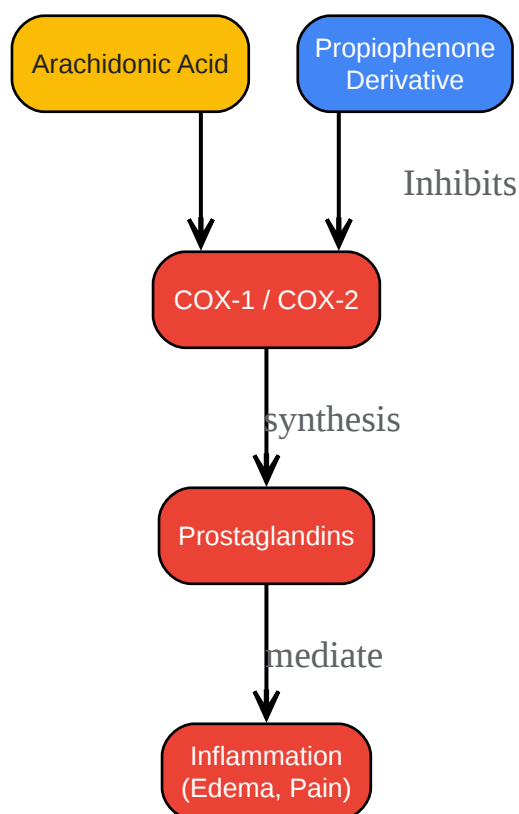 Arachidonic Acid
Propiophenone
Derivative
Inhibits
COX-1 / COX-2
synthesis
Prostaglandins
mediate
Inflammation
(Edema, Pain)